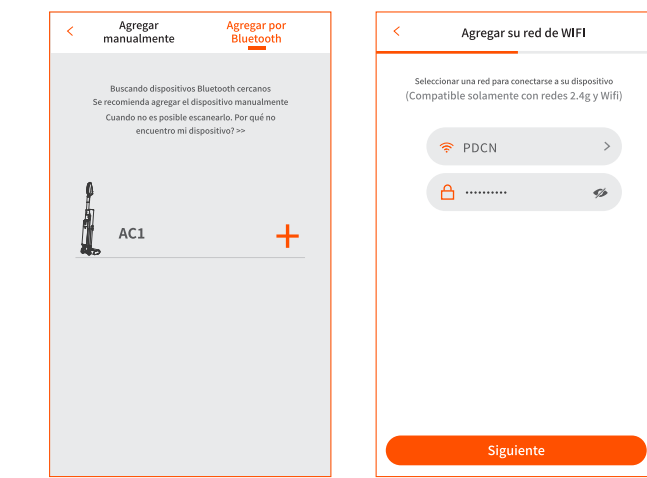 Agregar
manualmente
Agregar por
Bluetooth
Buscando dispositivos Bluetooth cercanos
Se recomienda agregar el dispositivo manualmente
Cuando no es posible escanearlo. Por qué no
encuentro mi dispositivo? >>
AC1
Agregar su red de WIFI
Seleccionar una red para conectarse a su dispositivo
(Compatible solamente con redes 2.4g y Wifi)
PDCN
Siguiente